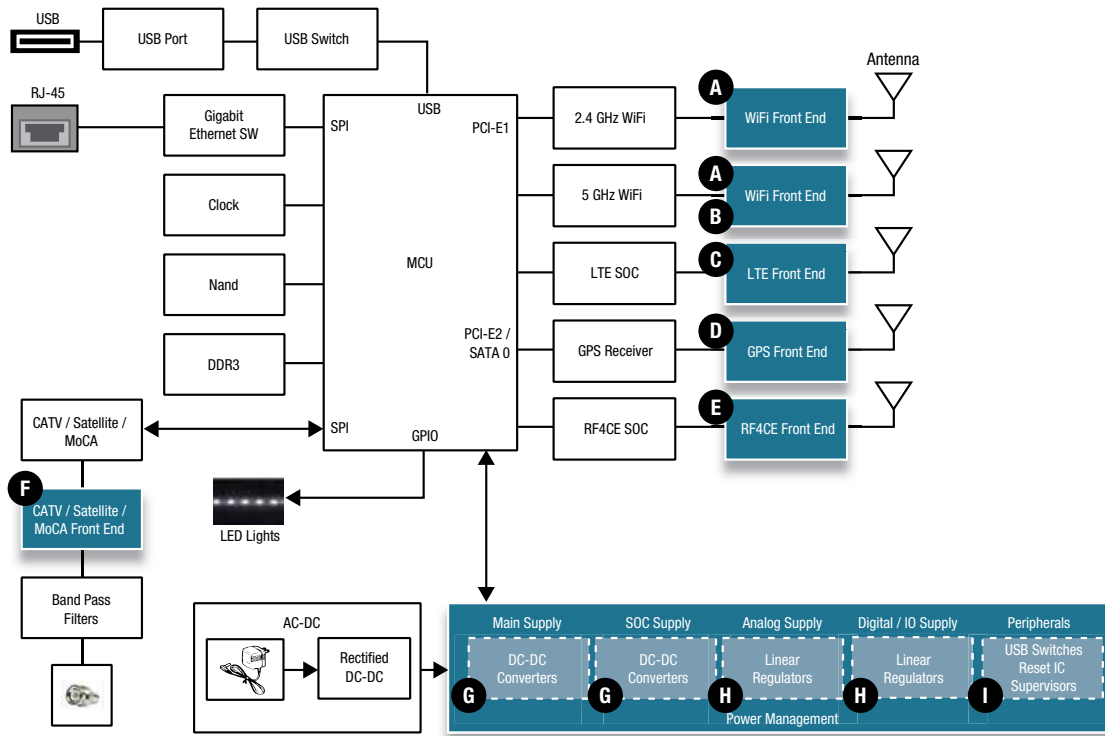 USB
USB Port
USB Switch
Antenna
RJ-45
Gigabit
Ethernet SW
SPI
USB
PCI-E1
2.4 GHz WiFi
A
WiFi Front End
Clock
5 GHz WiFi
A
B
WiFi Front End
MCU
Nand
LTE SOC
C
LTE Front End
DDR3
PCI-E2 /
SATA 0
GPS Receiver
D
GPS Front End
CATV / Satellite /
MoCA
SPI
GPIO
RF4CE SOC
E
RF4CE Front End
F
CATV / Satellite /
MoCA Front End
LED Lights
Band Pass
Filters
AC-DC
Rectified
DC-DC
Main Supply
DC-DC
Converters
G
SOC Supply
DC-DC
Converters
G
Analog Supply
Linear
Regulators
H
Digital / IO Supply
Linear
Regulators
H
Peripherals
USB Switches
Reset IC
Supervisors
I
Power Management